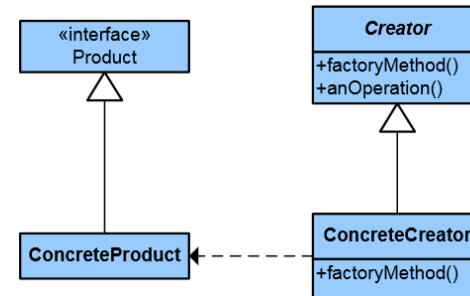 «interface»
Product
Creator
+factoryMethod()
+anOperation()
ConcreteProduct
ConcreteCreator
+factoryMethod()